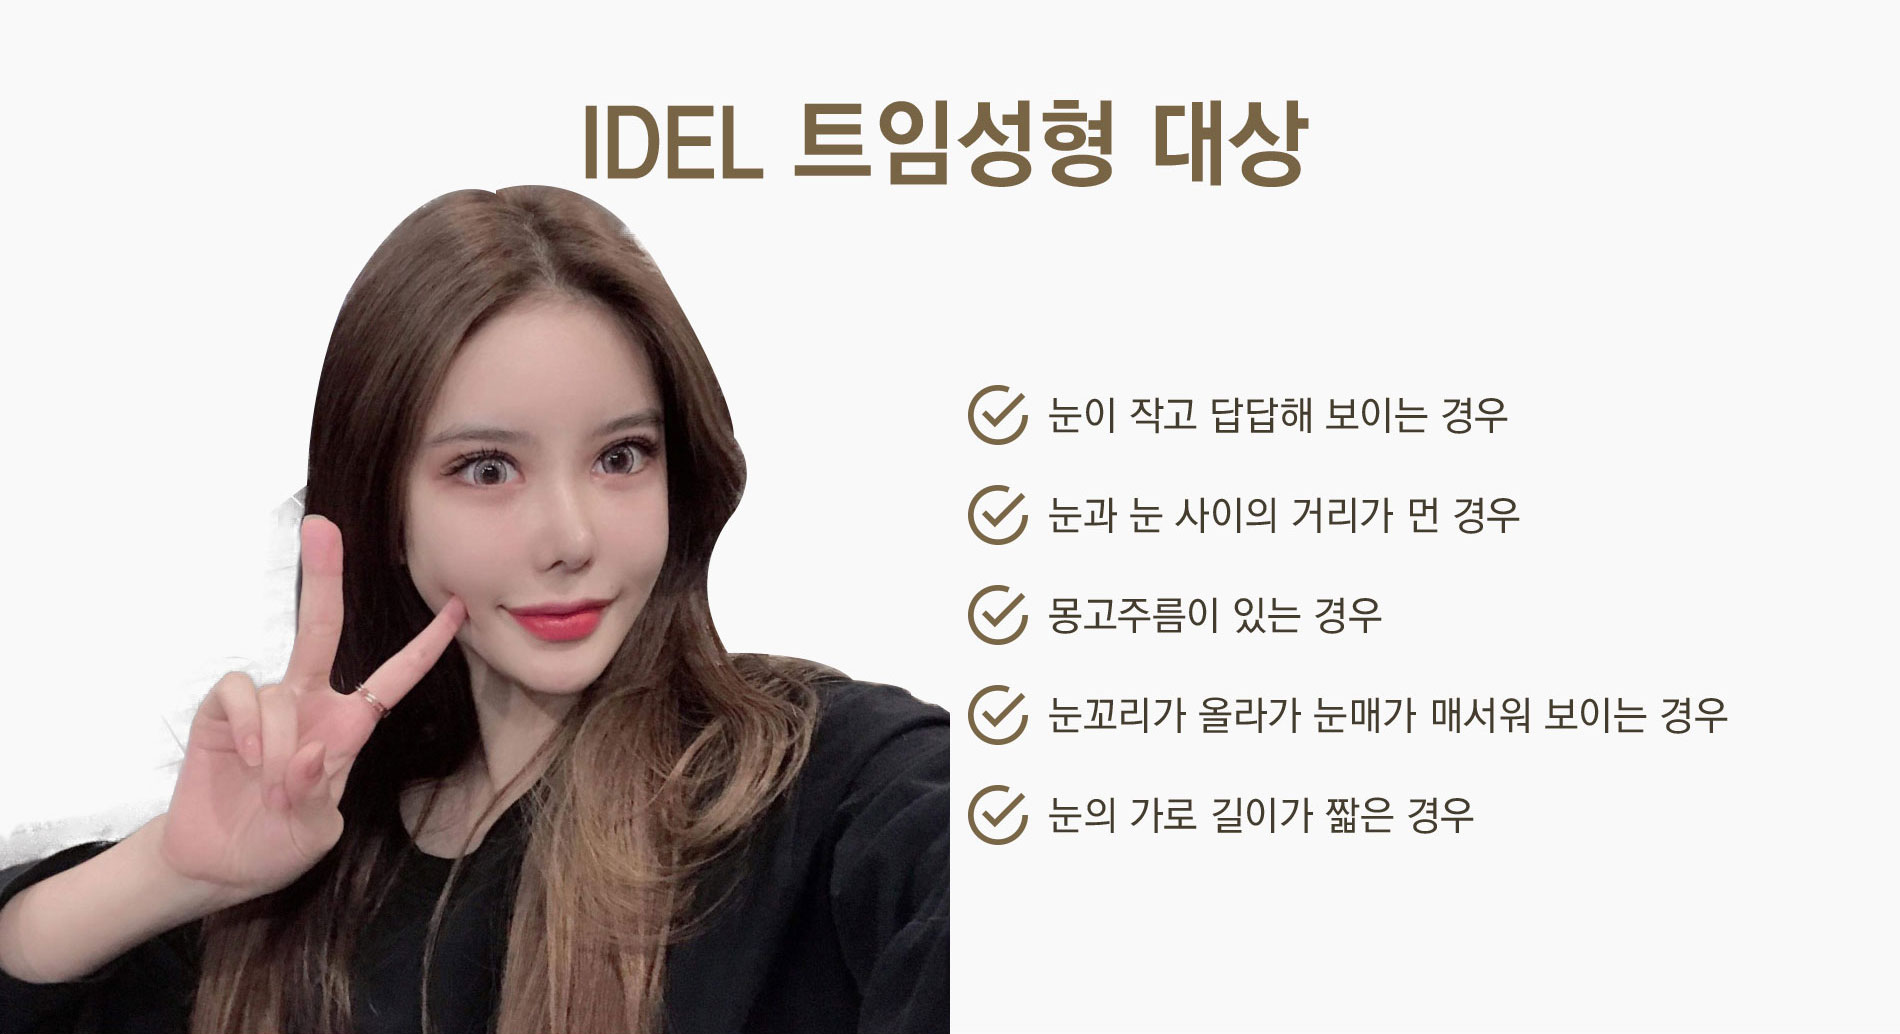 IDEL 트임성형 대상
눈이 작고 답답해 보이는 경우
눈과 눈 사이의 거리가 먼 경우
몽고주름이 있는 경우
눈꼬리가 올라가 눈매가 매서워 보이는 경우
눈의 가로 길이가 짧은 경우